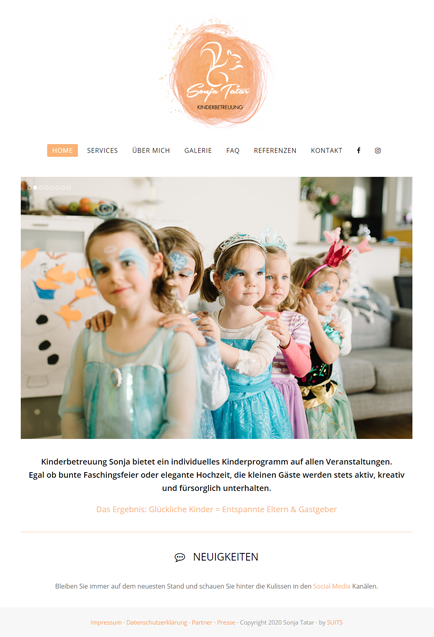 Sonja Tatar
KINDERBETREUUNG
HOME SERVICES ÜBER MICH GALERIE FAQ REFERENZEN KONTAKT
Kinderbetreuung Sonja bietet ein individuelles Kinderprogramm auf allen Veranstaltungen.
Egal ob bunte Faschingsfeier oder elegante Hochzeit, die kleinen Gäste werden stets aktiv, kreativ
und fürsorglich unterhalten.
Das Ergebnis: Glückliche Kinder = Entspannte Eltern & Gastgeber
NEUIGKEITEN
Bleiben Sie immer auf dem neuesten Stand und schauen Sie hinter die Kulissen in den Social Media Kanälen.
Impressum · Datenschutzerklärung · Partner · Presse · Copyright 2020 Sonja Tatar · by SUITS